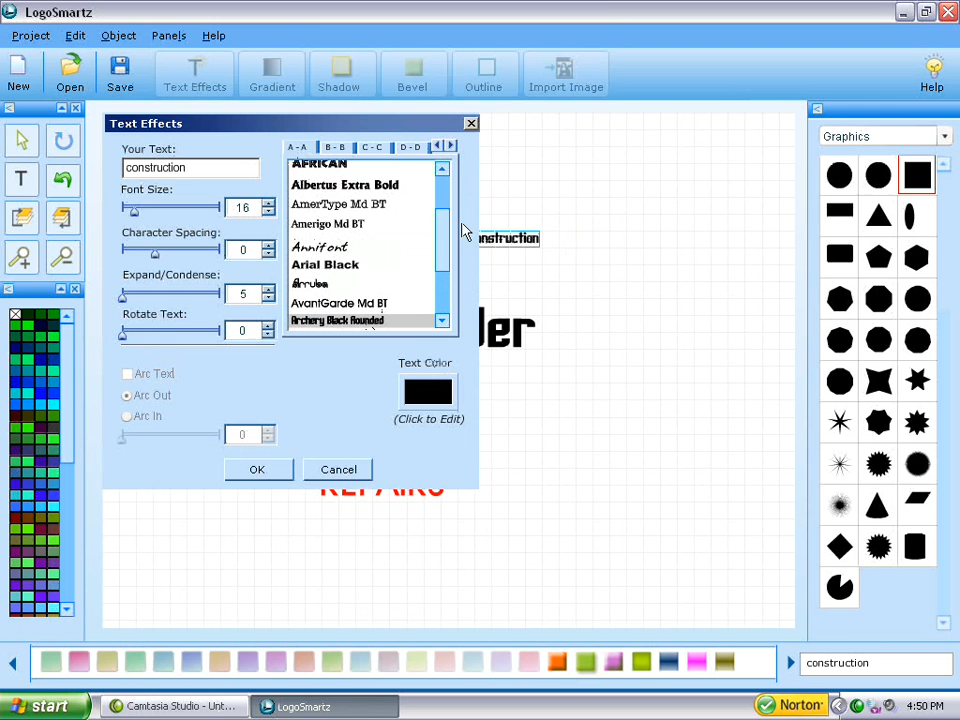 LogoSmartz
Project Edit Object Panels Help
New Open Save Text Effects Gradient Shadow Bevel Outline Import Image Help
Text Effects
Your Text:
construction
Font Size:
16
Character Spacing:
0
Expand/Condense:
5
Rotate Text:
0
Arc Text
Arc Out
Arc In
0
A - A B - B C - C D - D
AFRICAN
Albertus Extra Bold
AmerType Md BT
Amerigo Md BT
Annifont
Arial Black
Arruba
AvantGarde Md BT
Archery Black Rounded
Text Color
(Click to Edit)
OK Cancel
onstruction
der
REPAIRS
Graphics
construction
start Camtasia Studio - Unt... LogoSmartz Norton 4:50 PM